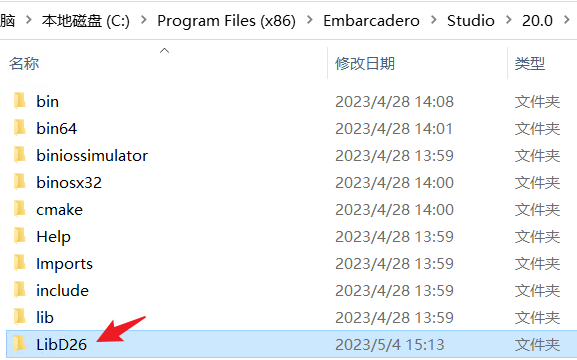 脑 › 本地磁盘 (C:) › Program Files (x86) › Embarcadero › Studio › 20.0 ›
名称 修改日期 类型
bin 2023/4/28 14:08 文件夹
bin64 2023/4/28 14:01 文件夹
biniossimulator 2023/4/28 13:59 文件夹
binosx32 2023/4/28 14:00 文件夹
cmake 2023/4/28 14:00 文件夹
Help 2023/4/28 13:59 文件夹
Imports 2023/4/28 13:59 文件夹
include 2023/4/28 13:59 文件夹
lib 2023/4/28 13:59 文件夹
LibD26 2023/5/4 15:13 文件夹